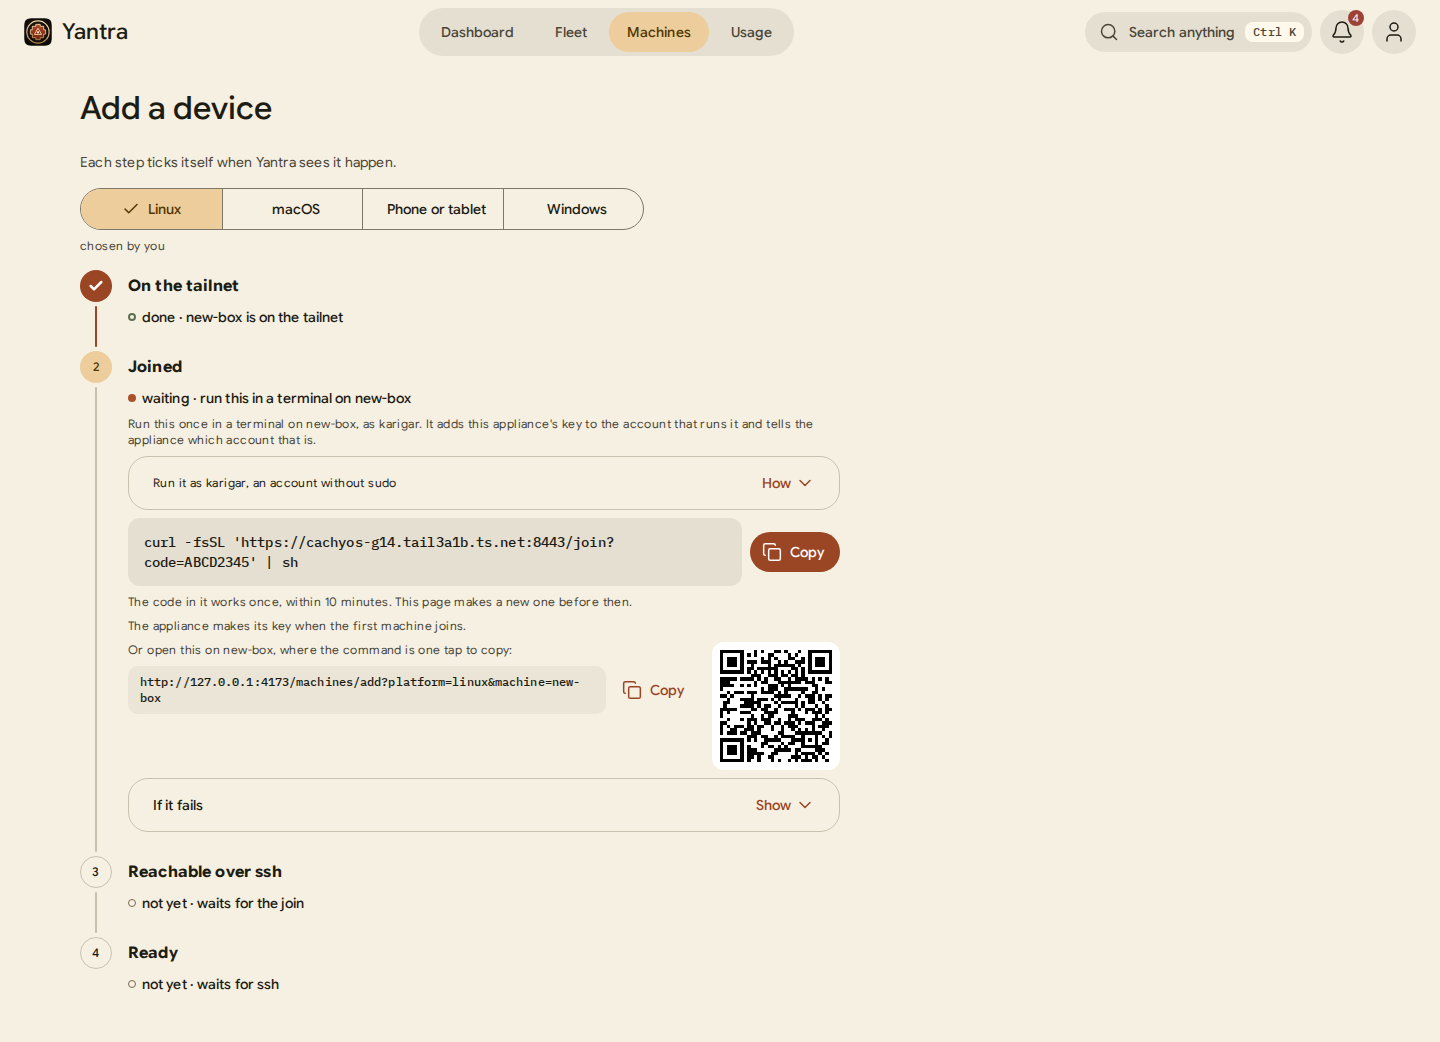 Yantra
Dashboard Fleet Machines Usage
Search anything Ctrl K
4
Add a device
Each step ticks itself when Yantra sees it happen.
Linux macOS Phone or tablet Windows
chosen by you
On the tailnet
done · new-box is on the tailnet
2 Joined
waiting · run this in a terminal on new-box
Run this once in a terminal on new-box, as karigar. It adds this appliance's key to the account that runs it and tells the
appliance which account that is.
Run it as karigar, an account without sudo How
curl -fsSL 'https://cachyos-g14.tail3a1b.ts.net:8443/join?
code=ABCD2345' | sh
Copy
The code in it works once, within 10 minutes. This page makes a new one before then.
The appliance makes its key when the first machine joins.
Or open this on new-box, where the command is one tap to copy:
http://127.0.0.1:4173/machines/add?platform=linux&machine=new-
box
Copy
If it fails Show
3 Reachable over ssh
not yet · waits for the join
4 Ready
not yet · waits for ssh